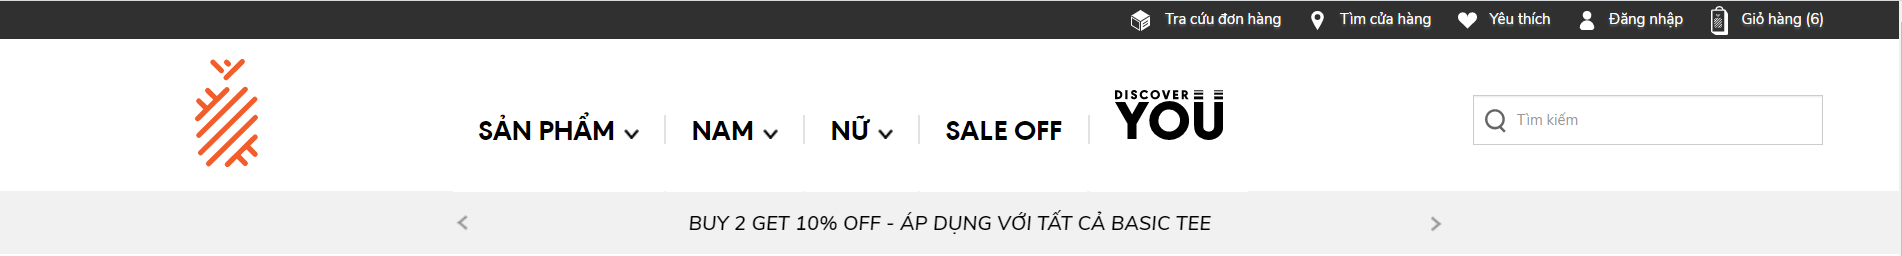 Tra cứu đơn hàng Tìm cửa hàng Yêu thích Đăng nhập Giỏ hàng (6)
SẢN PHẨM NAM NỮ SALE OFF DISCOVER YOU Tìm kiếm
BUY 2 GET 10% OFF - ÁP DỤNG VỚI TẤT CẢ BASIC TEE